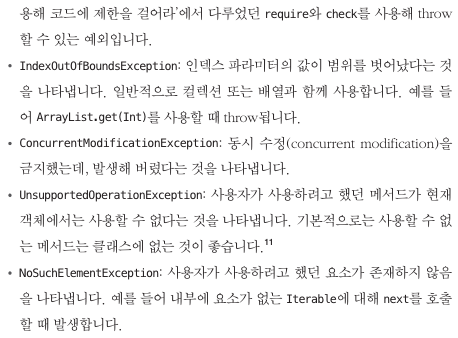 용해 코드에 제한을 걸어라'에서 다루었던 require와 check를 사용해 throw
할 수 있는 예외입니다.
• IndexOutOfBoundsException: 인덱스 파라미터의 값이 범위를 벗어났다는 것
을 나타냅니다. 일반적으로 컬렉션 또는 배열과 함께 사용합니다. 예를 들
어 ArrayList.get(Int)를 사용할 때 throw됩니다.
• ConcurrentModificationException: 동시 수정(concurrent modification)을
금지했는데, 발생해 버렸다는 것을 나타냅니다.
• UnsupportedOperationException: 사용자가 사용하려고 했던 메서드가 현재
객체에서는 사용할 수 없다는 것을 나타냅니다. 기본적으로는 사용할 수 없
는 메서드는 클래스에 없는 것이 좋습니다.11
• NoSuchElementException: 사용자가 사용하려고 했던 요소가 존재하지 않음
을 나타냅니다. 예를 들어 내부에 요소가 없는 Iterable에 대해 next를 호출
할 때 발생합니다.